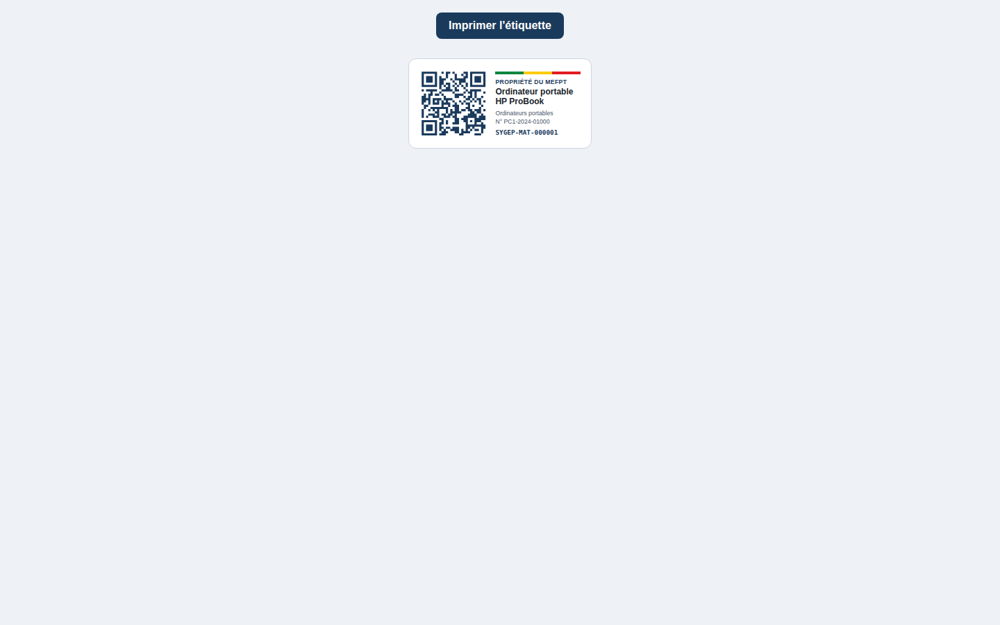 Imprimer l'étiquette
PROPRIÉTÉ DU MEFPT
Ordinateur portable
HP ProBook
Ordinateurs portables
N° PC1-2024-01000
SYGEP-MAT-000001